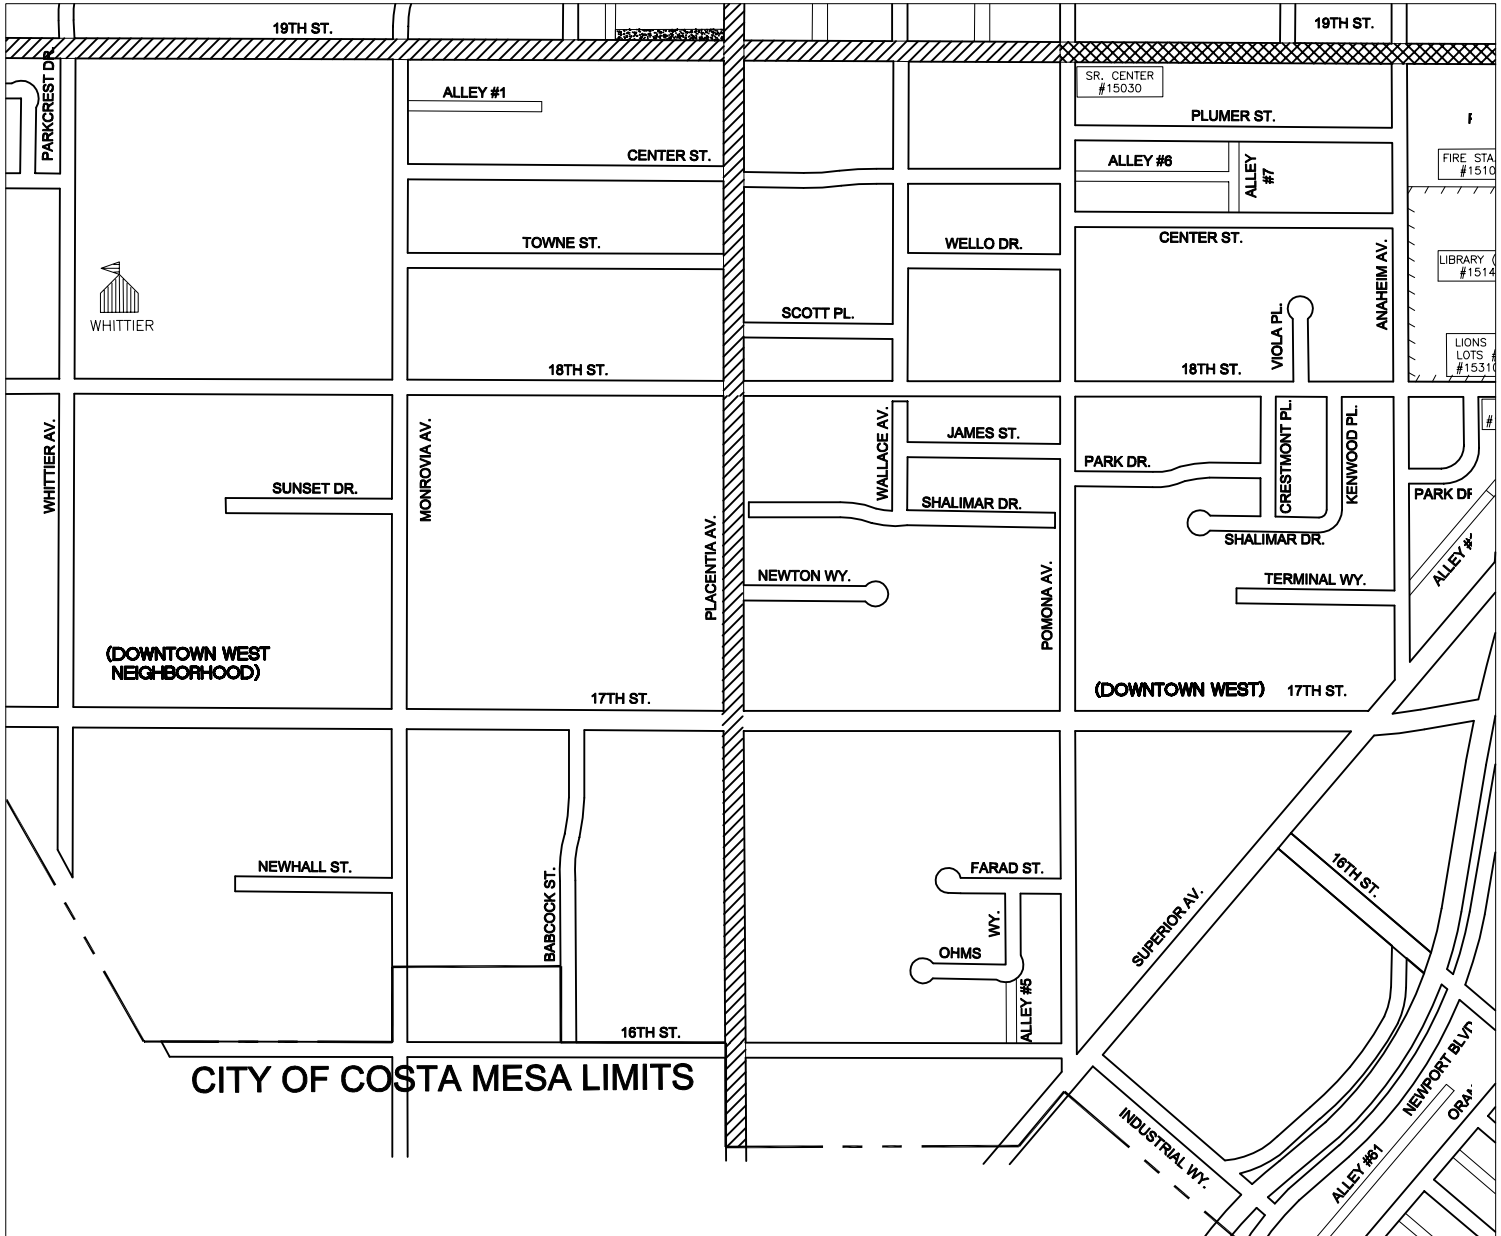 19TH ST.
19TH ST.
PARKCREST DR.
ALLEY #1
SR. CENTER
#15030
PLUMER ST.
CENTER ST.
ALLEY #6
ALLEY
#7
FIRE STA.
#1510
TOWNE ST.
WELLO DR.
CENTER ST.
ANAHEIM AV.
LIBRARY (
#1514
WHITTIER
SCOTT PL.
VIOLA PL.
LIONS
LOTS #
#15310
18TH ST.
18TH ST.
WHITTIER AV.
MONROVIA AV.
WALLACE AV.
JAMES ST.
PARK DR.
CRESTMONT PL.
KENWOOD PL.
#
SUNSET DR.
SHALIMAR DR.
PARK DR
SHALIMAR DR.
PLACENTIA AV.
NEWTON WY.
POMONA AV.
TERMINAL WY.
ALLEY #
(DOWNTOWN WEST
NEIGHBORHOOD)
17TH ST.
(DOWNTOWN WEST)
17TH ST.
NEWHALL ST.
BABCOCK ST.
FARAD ST.
16TH ST.
WY.
OHMS
SUPERIOR AV.
ALLEY #5
16TH ST.
CITY OF COSTA MESA LIMITS
NEWPORT BLVD
ORAN
INDUSTRIAL WY.
ALLEY #61